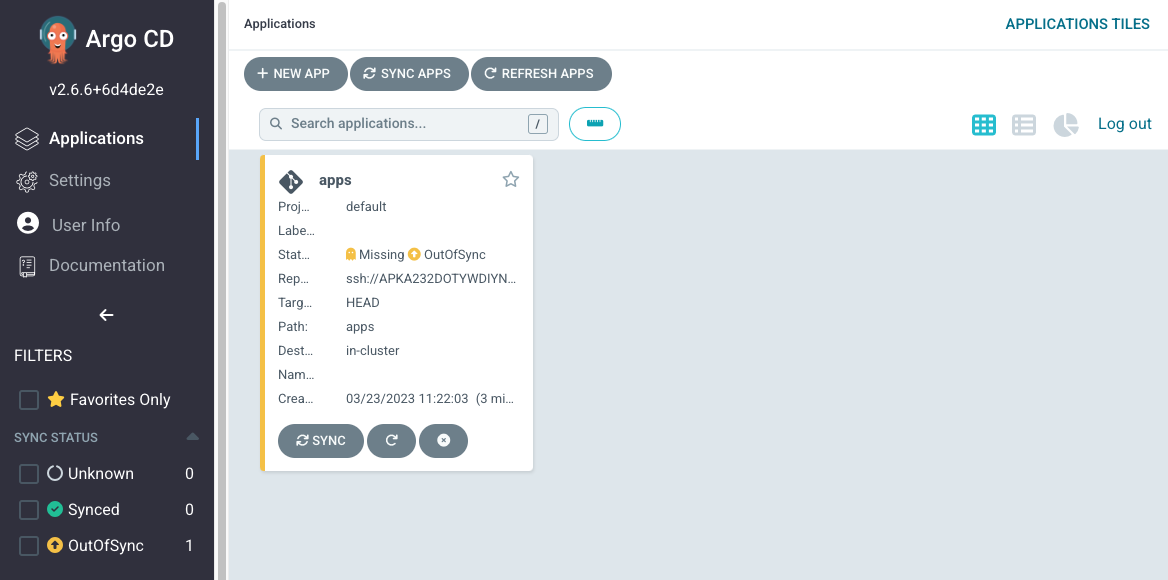 Argo CD
v2.6.6+6d4de2e
Applications
Settings
User Info
Documentation
FILTERS
Favorites Only
SYNC STATUS
Unknown 0
Synced 0
OutOfSync 1
Applications
APPLICATIONS TILES
NEW APP SYNC APPS REFRESH APPS
Search applications... /
Log out
apps
Proj... default
Labe...
Stat... Missing OutOfSync
Rep... ssh://APKA232DOTYWDIYN...
Targ... HEAD
Path: apps
Dest... in-cluster
Nam...
Crea... 03/23/2023 11:22:03 (3 mi...
SYNC